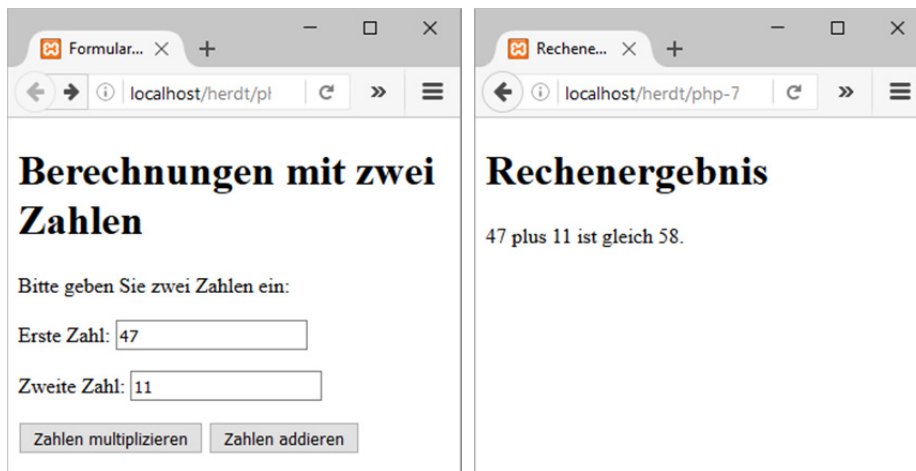 Formular...
localhost/herdt/pl
Berechnungen mit zwei
Zahlen
Bitte geben Sie zwei Zahlen ein:
Erste Zahl: 47
Zweite Zahl: 11
Zahlen multiplizieren Zahlen addieren
Rechene...
localhost/herdt/php-7
Rechenergebnis
47 plus 11 ist gleich 58.